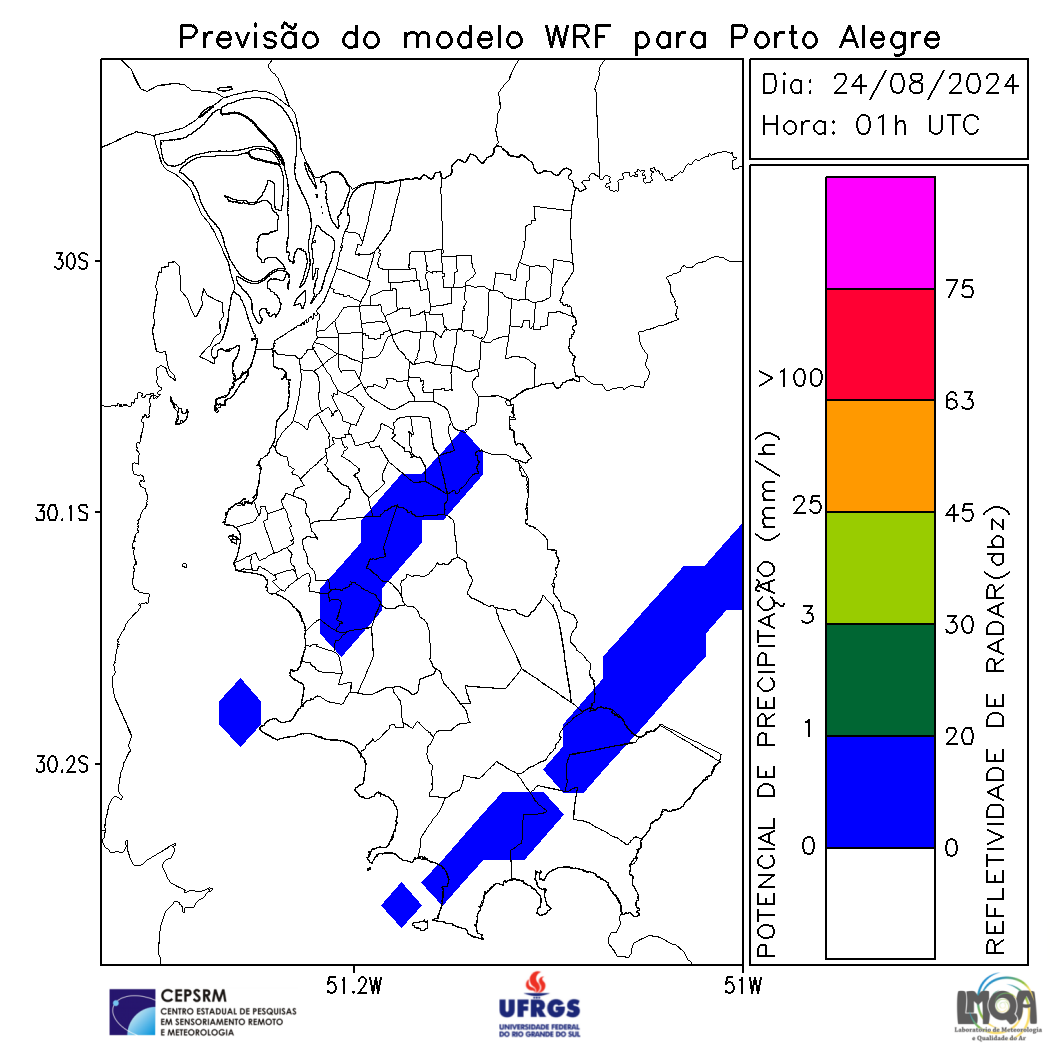 Previsão do modelo WRF para Porto Alegre
Dia: 24/08/2024
Hora: 01h UTC
30S
30.1S
30.2S
51.2W
51W
POTENCIAL DE PRECIPITAÇÃO (mm/h)
>100
25
3
1
0
75
63
45
30
20
0
REFLETIVIDADE DE RADAR(dbz)
CEPSRM
CENTRO ESTADUAL DE PESQUISAS
EM SENSORIAMENTO REMOTO
E METEOROLOGIA
UFRGS
UNIVERSIDADE FEDERAL
DO RIO GRANDE DO SUL
LMQA
Laboratório de Meteorologia
e Qualidade do Ar